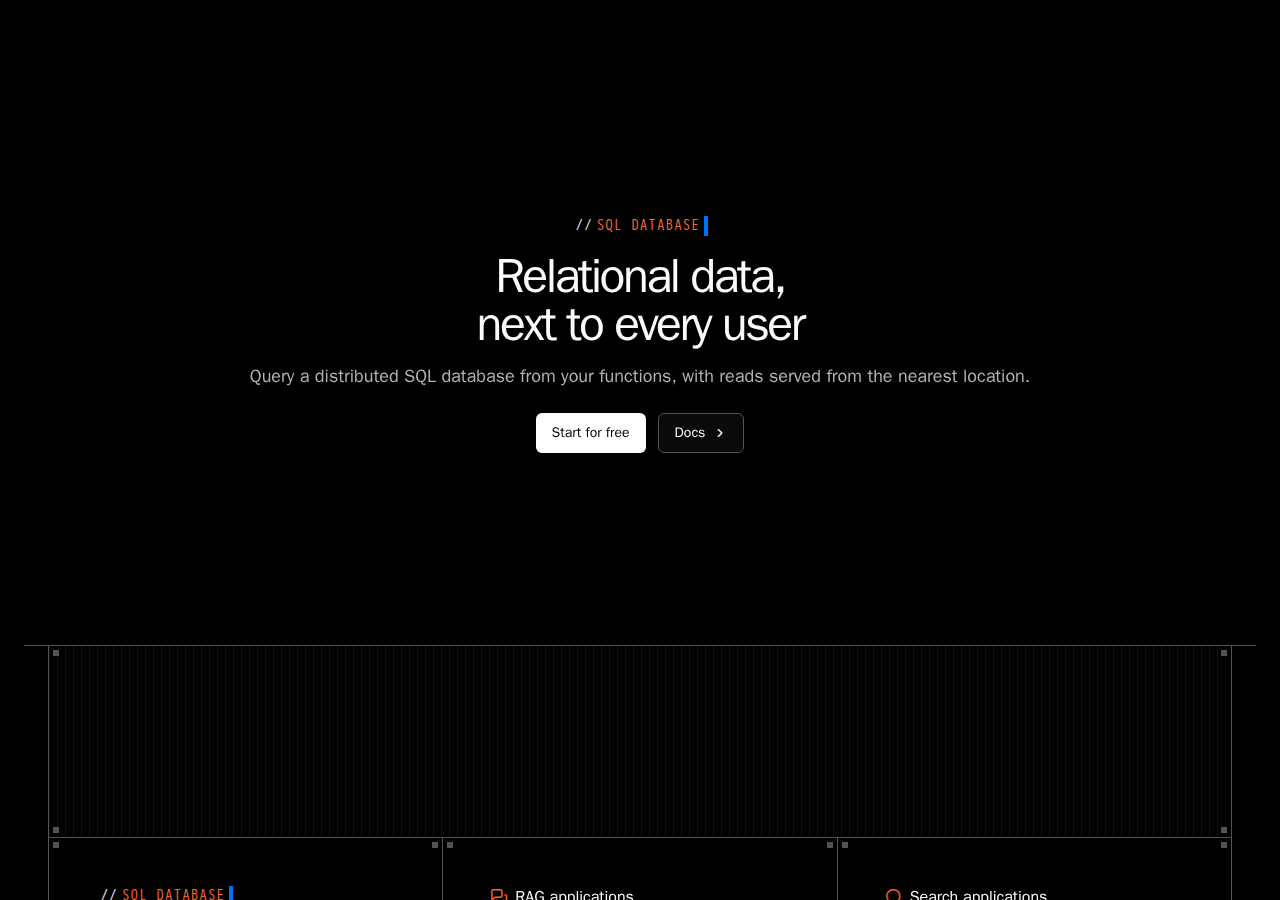 // SQL DATABASE
Relational data,
next to every user
Query a distributed SQL database from your functions, with reads served from the nearest location.
Start for free
Docs
// SQL DATABASE
RAG applications
Search applications